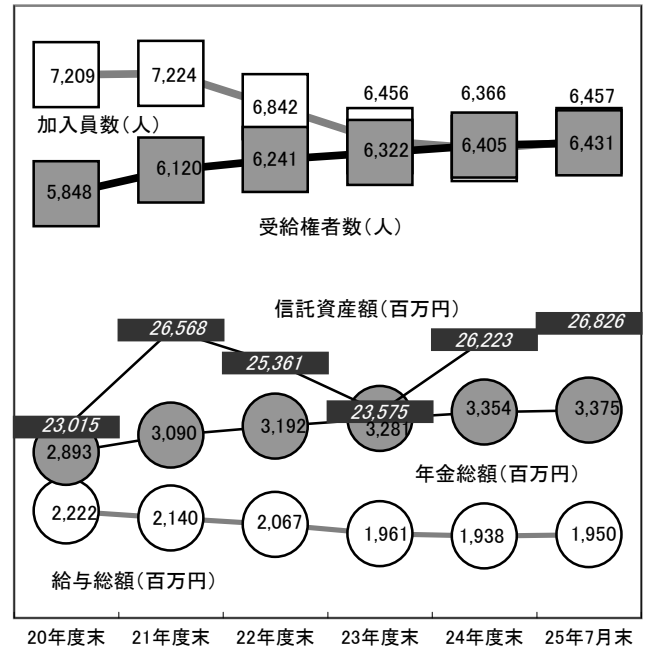 7,209 7,224 6,842 6,456 6,366 6,457
加入員数(人)
5,848 6,120 6,241 6,322 6,405 6,431
受給権者数(人)
信託資産額(百万円)
23,015 26,568 25,361 23,575 26,223 26,826
2,893 3,090 3,192 3,281 3,354 3,375
年金総額(百万円)
2,222 2,140 2,067 1,961 1,938 1,950
給与総額(百万円)
20年度末 21年度末 22年度末 23年度末 24年度末 25年7月末